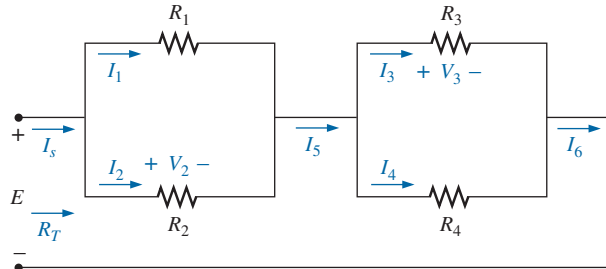 R1 R3
I1 I3 + V3 −
+ Is I2 + V2 − I5 I4 I6
E
RT R2 R4
−